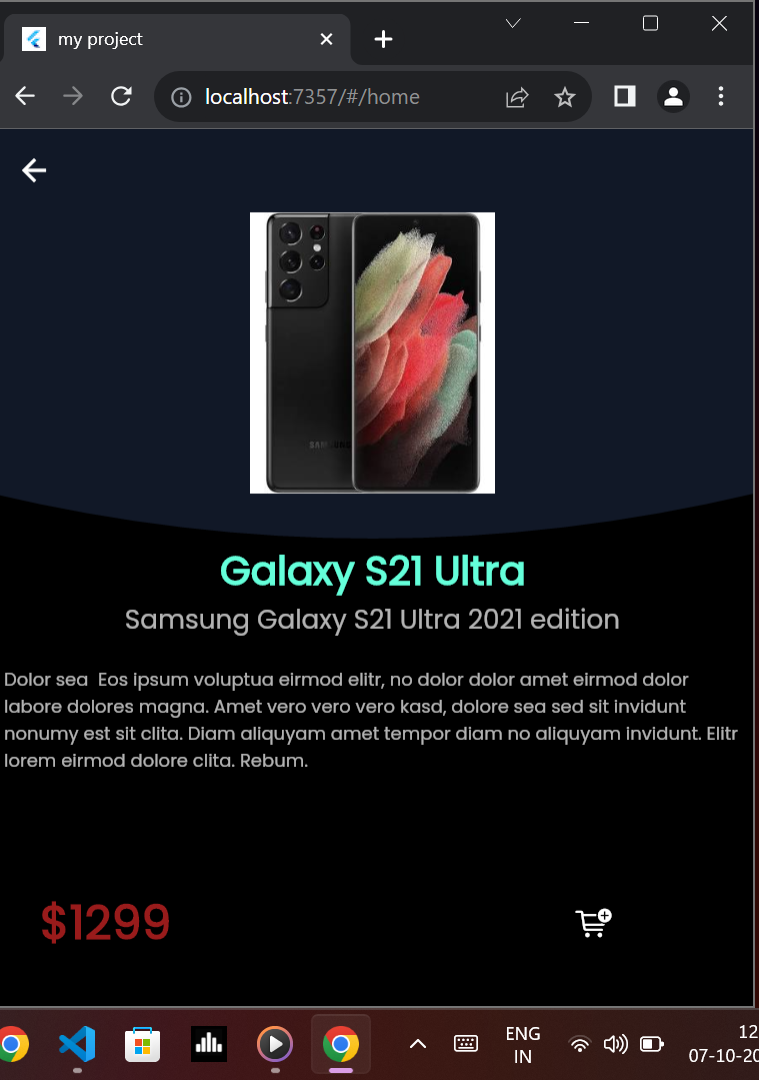 my project
localhost:7357/#/home
Galaxy S21 Ultra
Samsung Galaxy S21 Ultra 2021 edition
Dolor sea  Eos ipsum voluptua eirmod elitr, no dolor dolor amet eirmod dolor
labore dolores magna. Amet vero vero vero kasd, dolore sea sed sit invidunt
nonumy est sit clita. Diam aliquyam amet tempor diam no aliquyam invidunt. Elitr
lorem eirmod dolore clita. Rebum.
$1299
ENG
IN
12
07-10-20